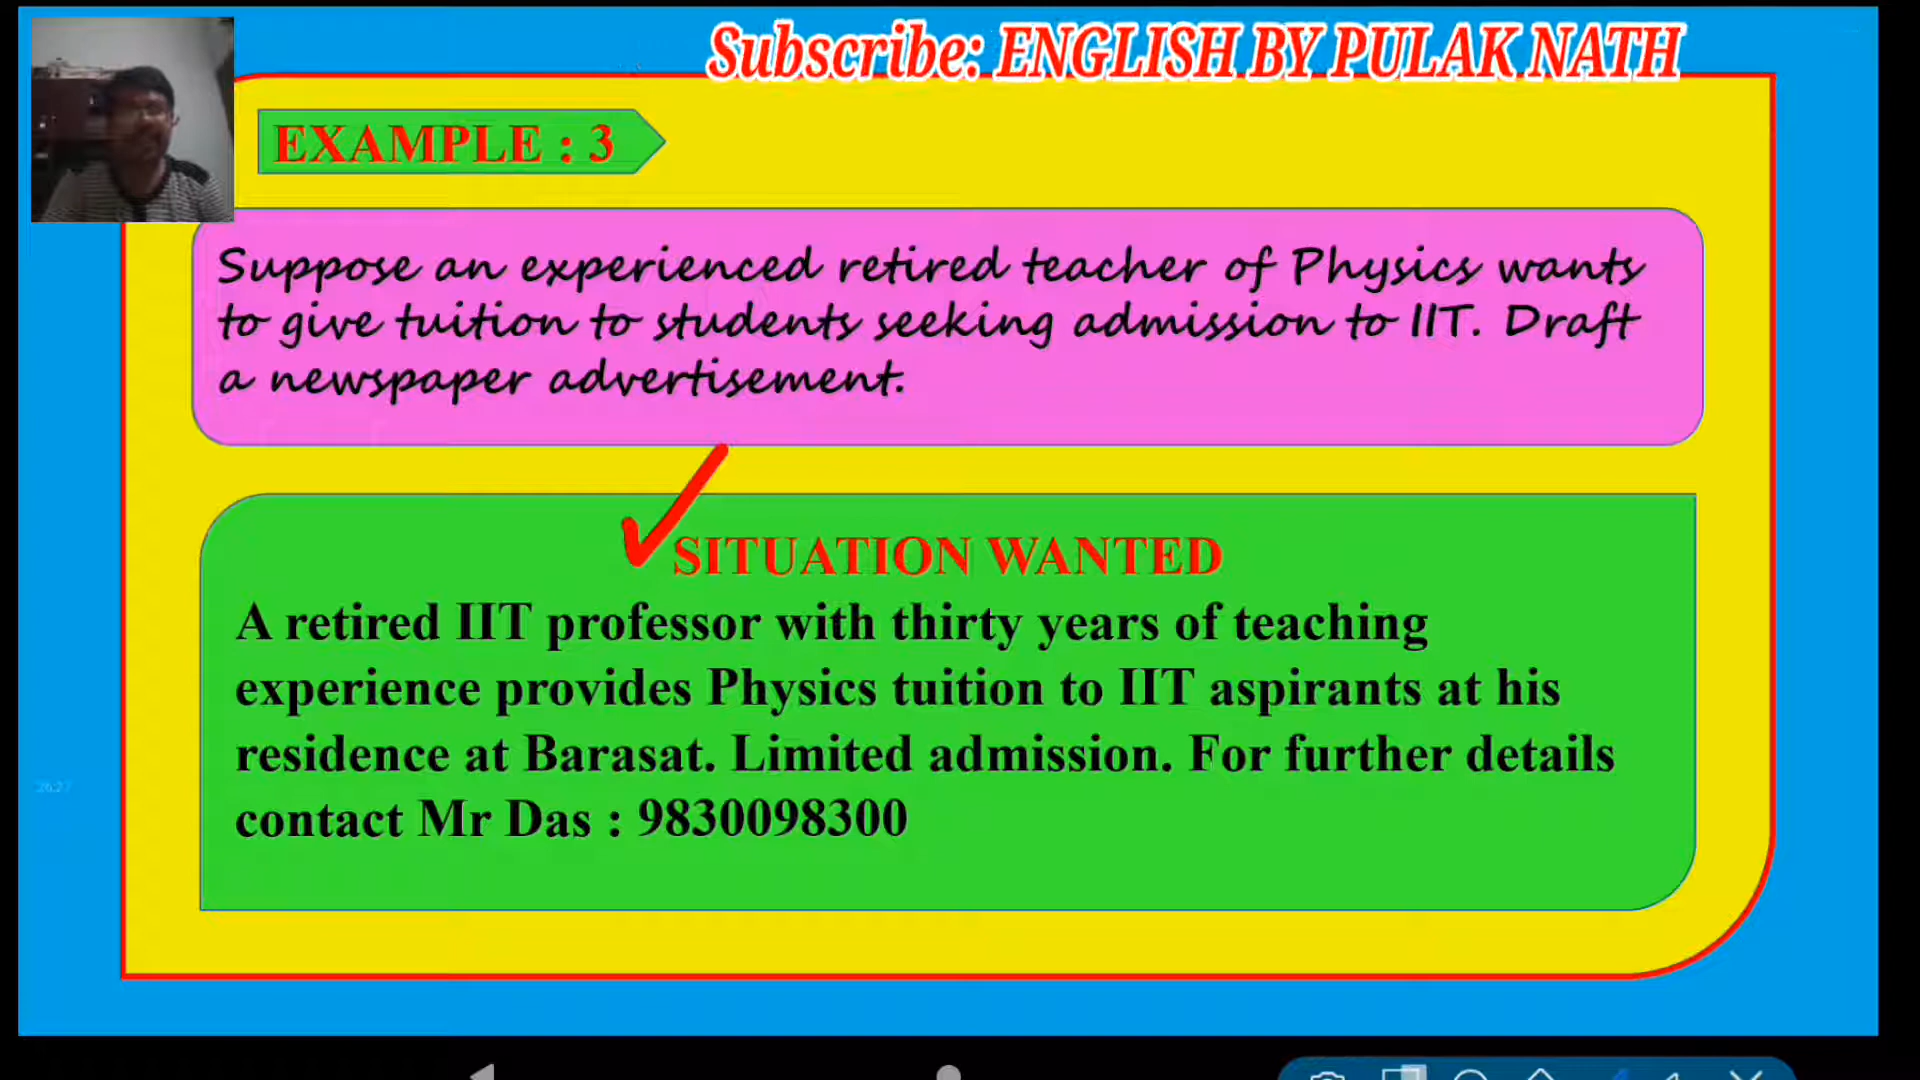 Subscribe: ENGLISH BY PULAK NATH
EXAMPLE : 3
Suppose an experienced retired teacher of Physics wants
to give tuition to students seeking admission to IIT. Draft
a newspaper advertisement.
SITUATION WANTED
A retired IIT professor with thirty years of teaching
experience provides Physics tuition to IIT aspirants at his
residence at Barasat. Limited admission. For further details
contact Mr Das : 9830098300
26:27